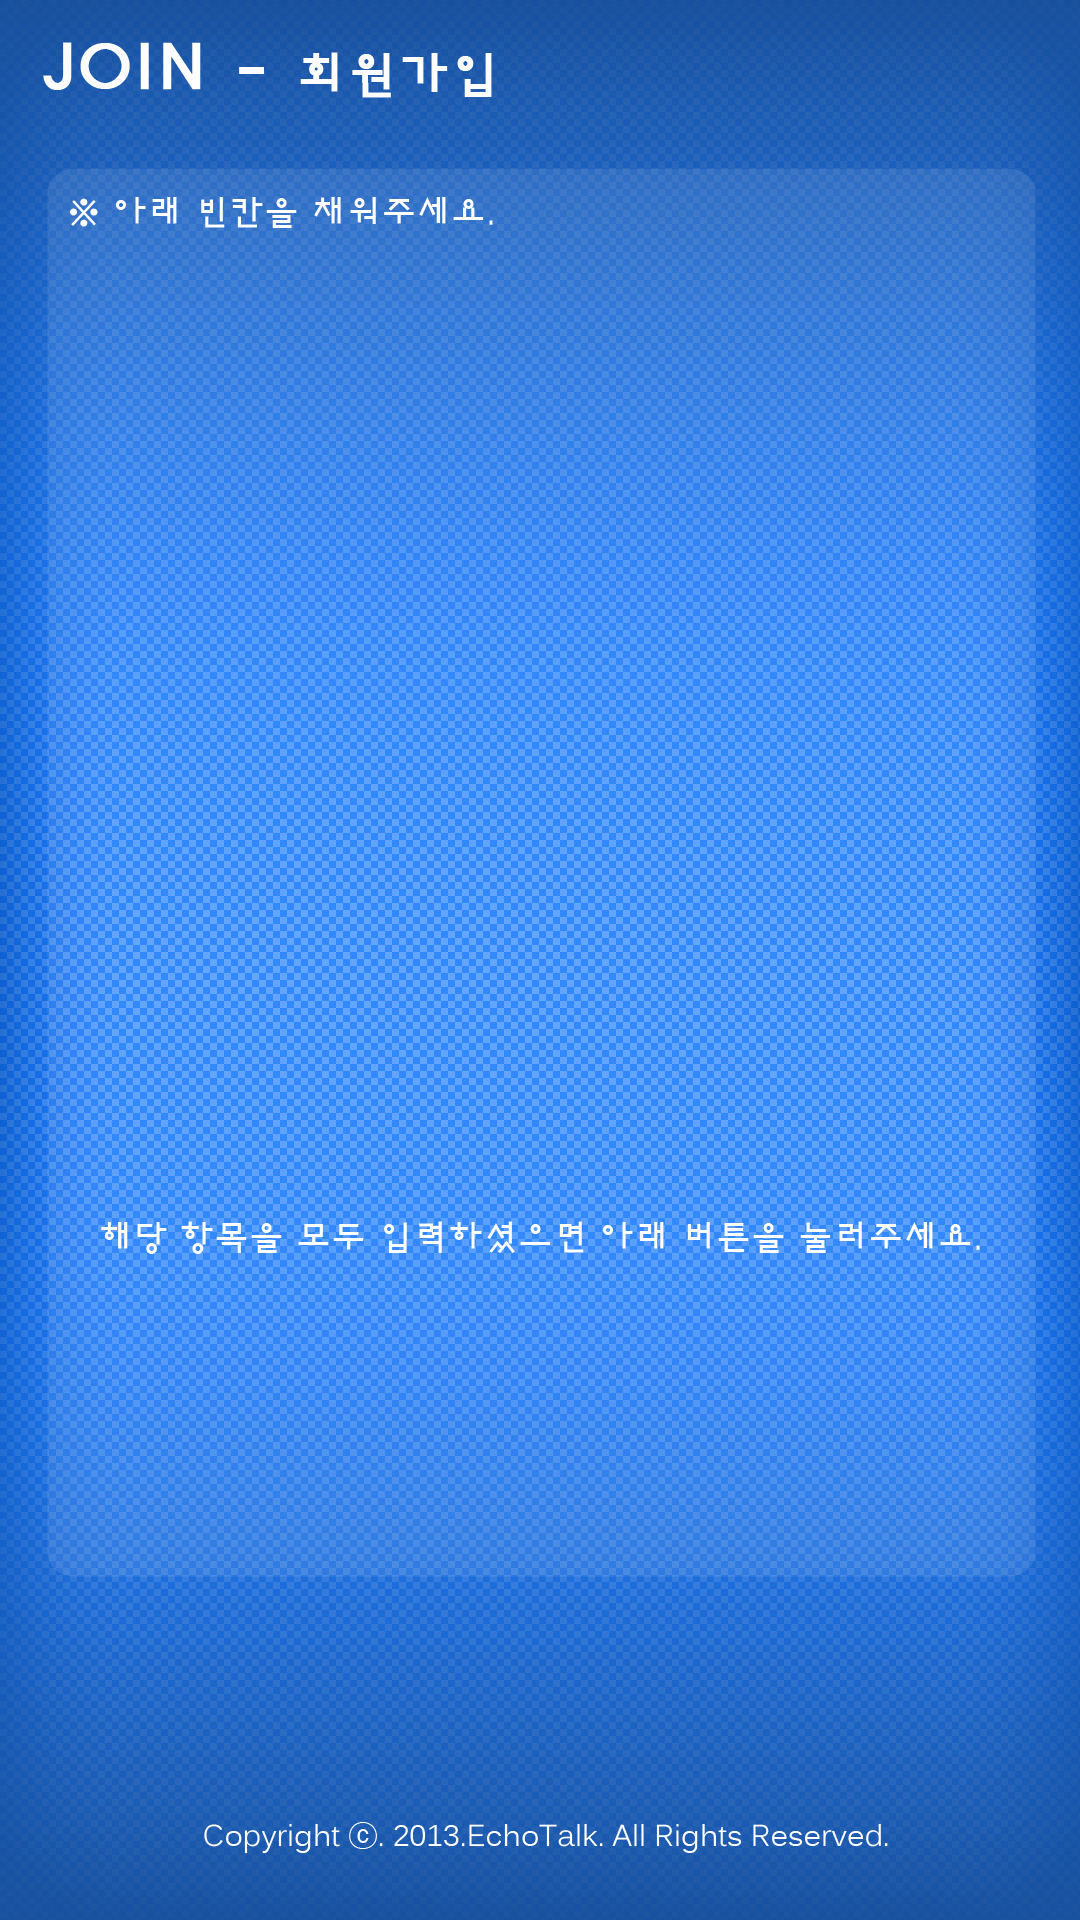 JOIN - 회원가입
※ 아래 빈칸을 채워주세요.
해당 항목을 모두 입력하셨으면 아래 버튼을 눌러주세요.
Copyright ⓒ. 2013.EchoTalk. All Rights Reserved.